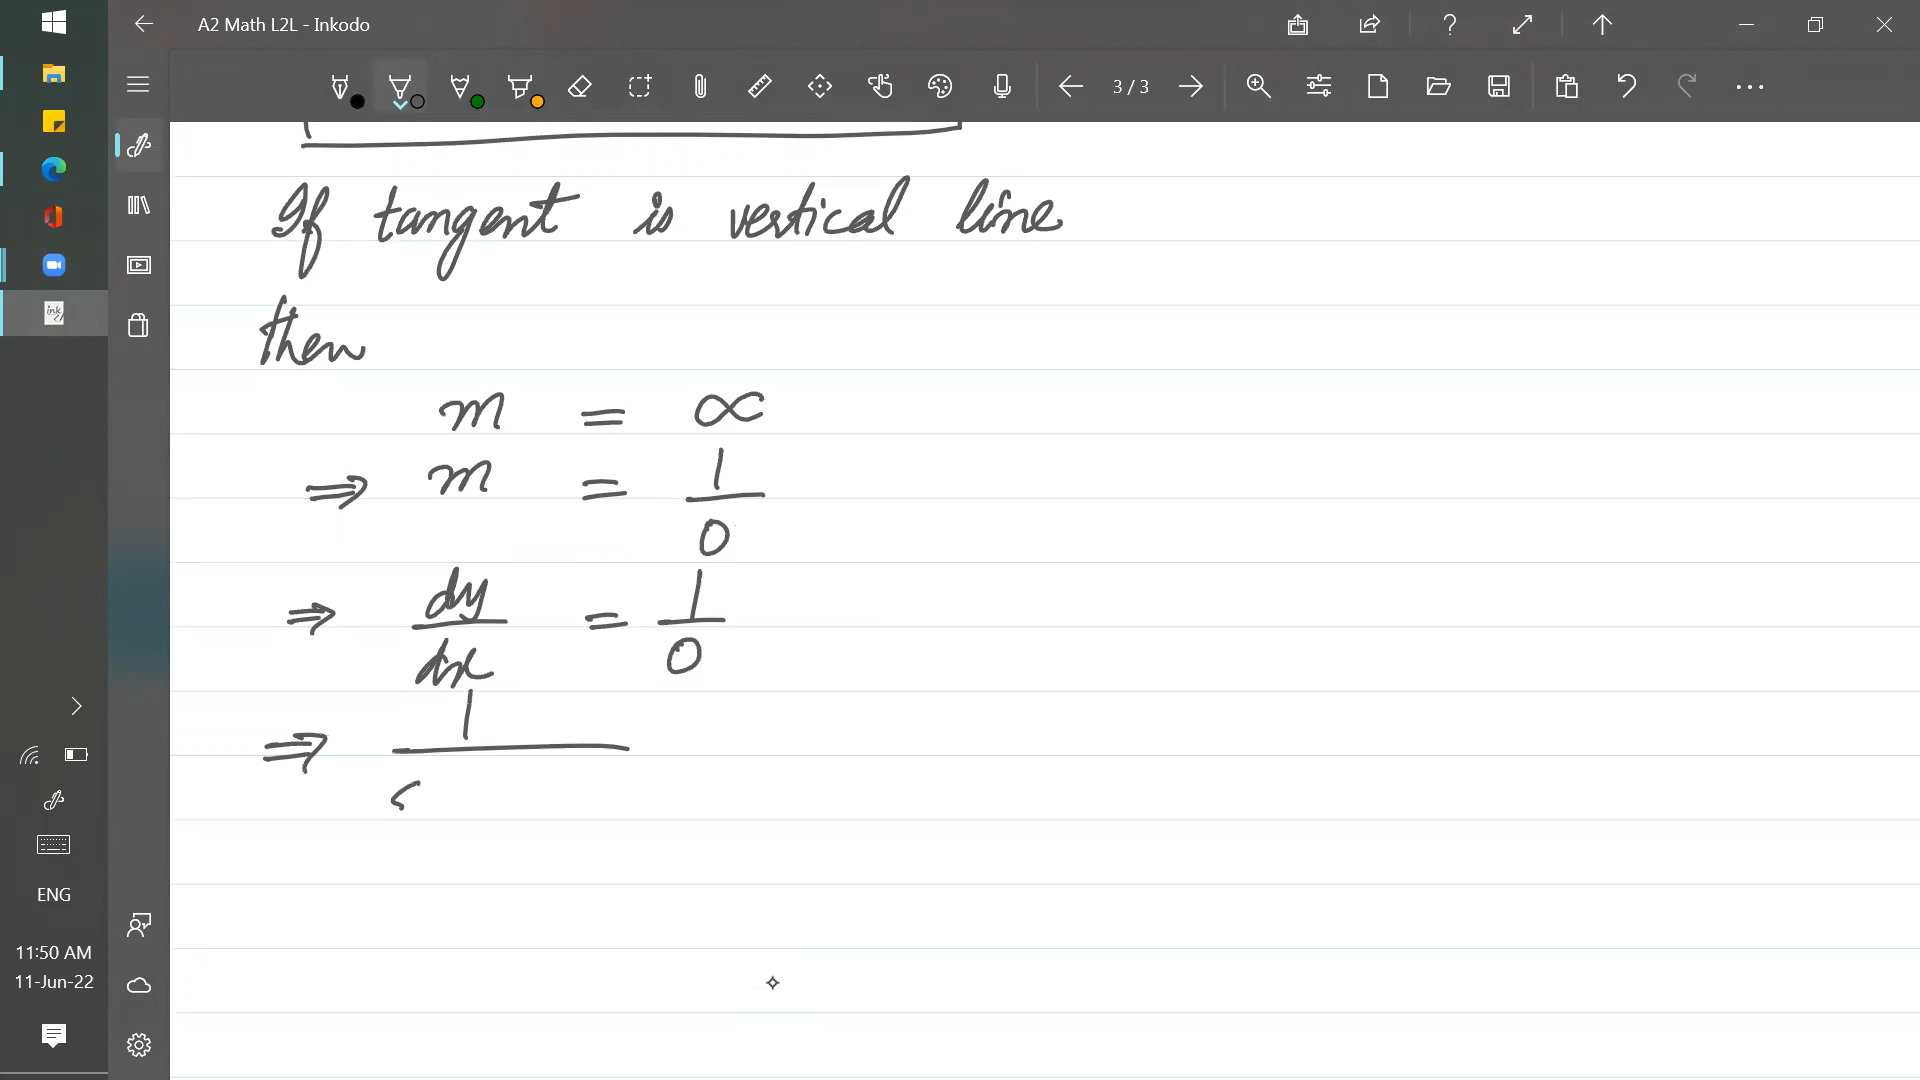 A2 Math L2L - Inkodo
3 / 3
If tangent is vertical line
then
m = ∝
⇒ m = 1/0
⇒ dy/dx = 1/0
⇒ 1
ENG
11:50 AM
11-Jun-22